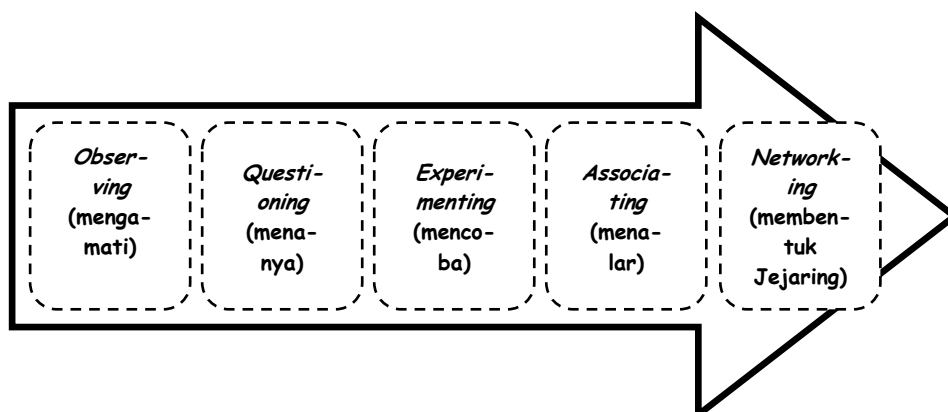 Obser-
ving
(menga-
mati)
Questi-
oning
(mena-
nya)
Experi-
menting
(menco-
ba)
Associa-
ting
(mena-
lar)
Network-
ing
(memben-
tuk
Jejaring)